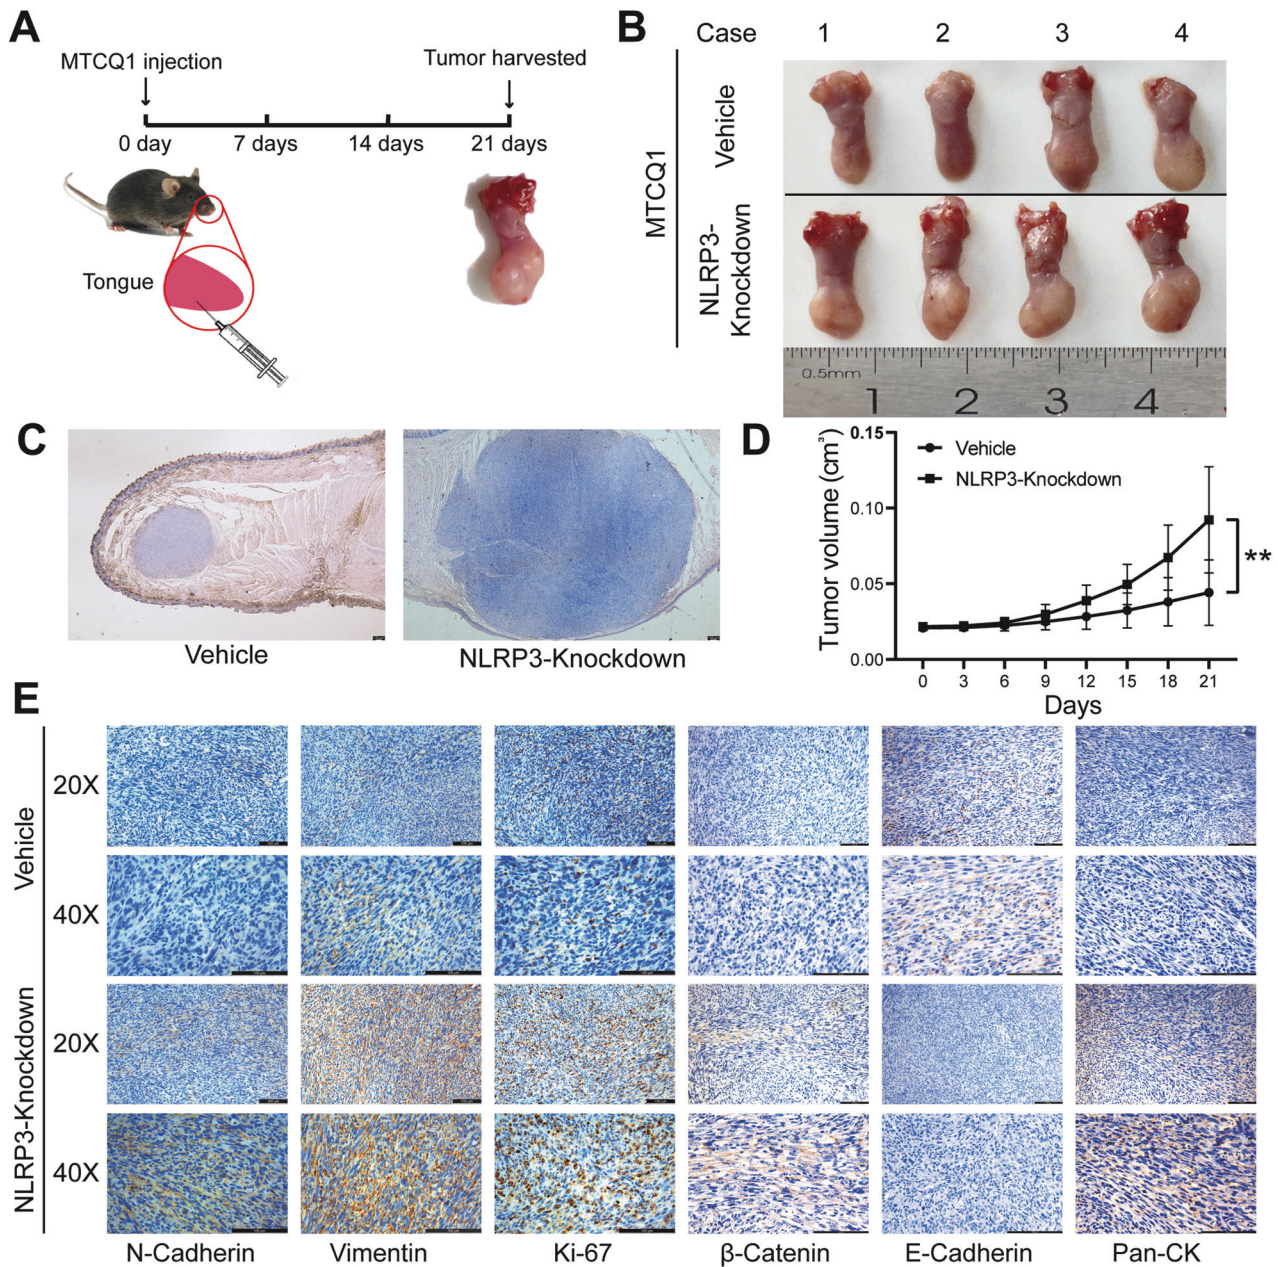 A
MTCQ1 injection
Tumor harvested
0 day
7 days
14 days
21 days
Tongue
B
Case 1 2 3 4
MTCQ1
Vehicle
NLRP3-
Knockdown
0.5mm
1 2 3 4
C
Vehicle
NLRP3-Knockdown
D
Tumor volume (cm³)
0.15
0.10
0.05
0.00
Vehicle
NLRP3-Knockdown
**
0 3 6 9 12 15 18 21
Days
E
Vehicle
20X
40X
NLRP3-Knockdown
20X
40X
N-Cadherin
Vimentin
Ki-67
β-Catenin
E-Cadherin
Pan-CK